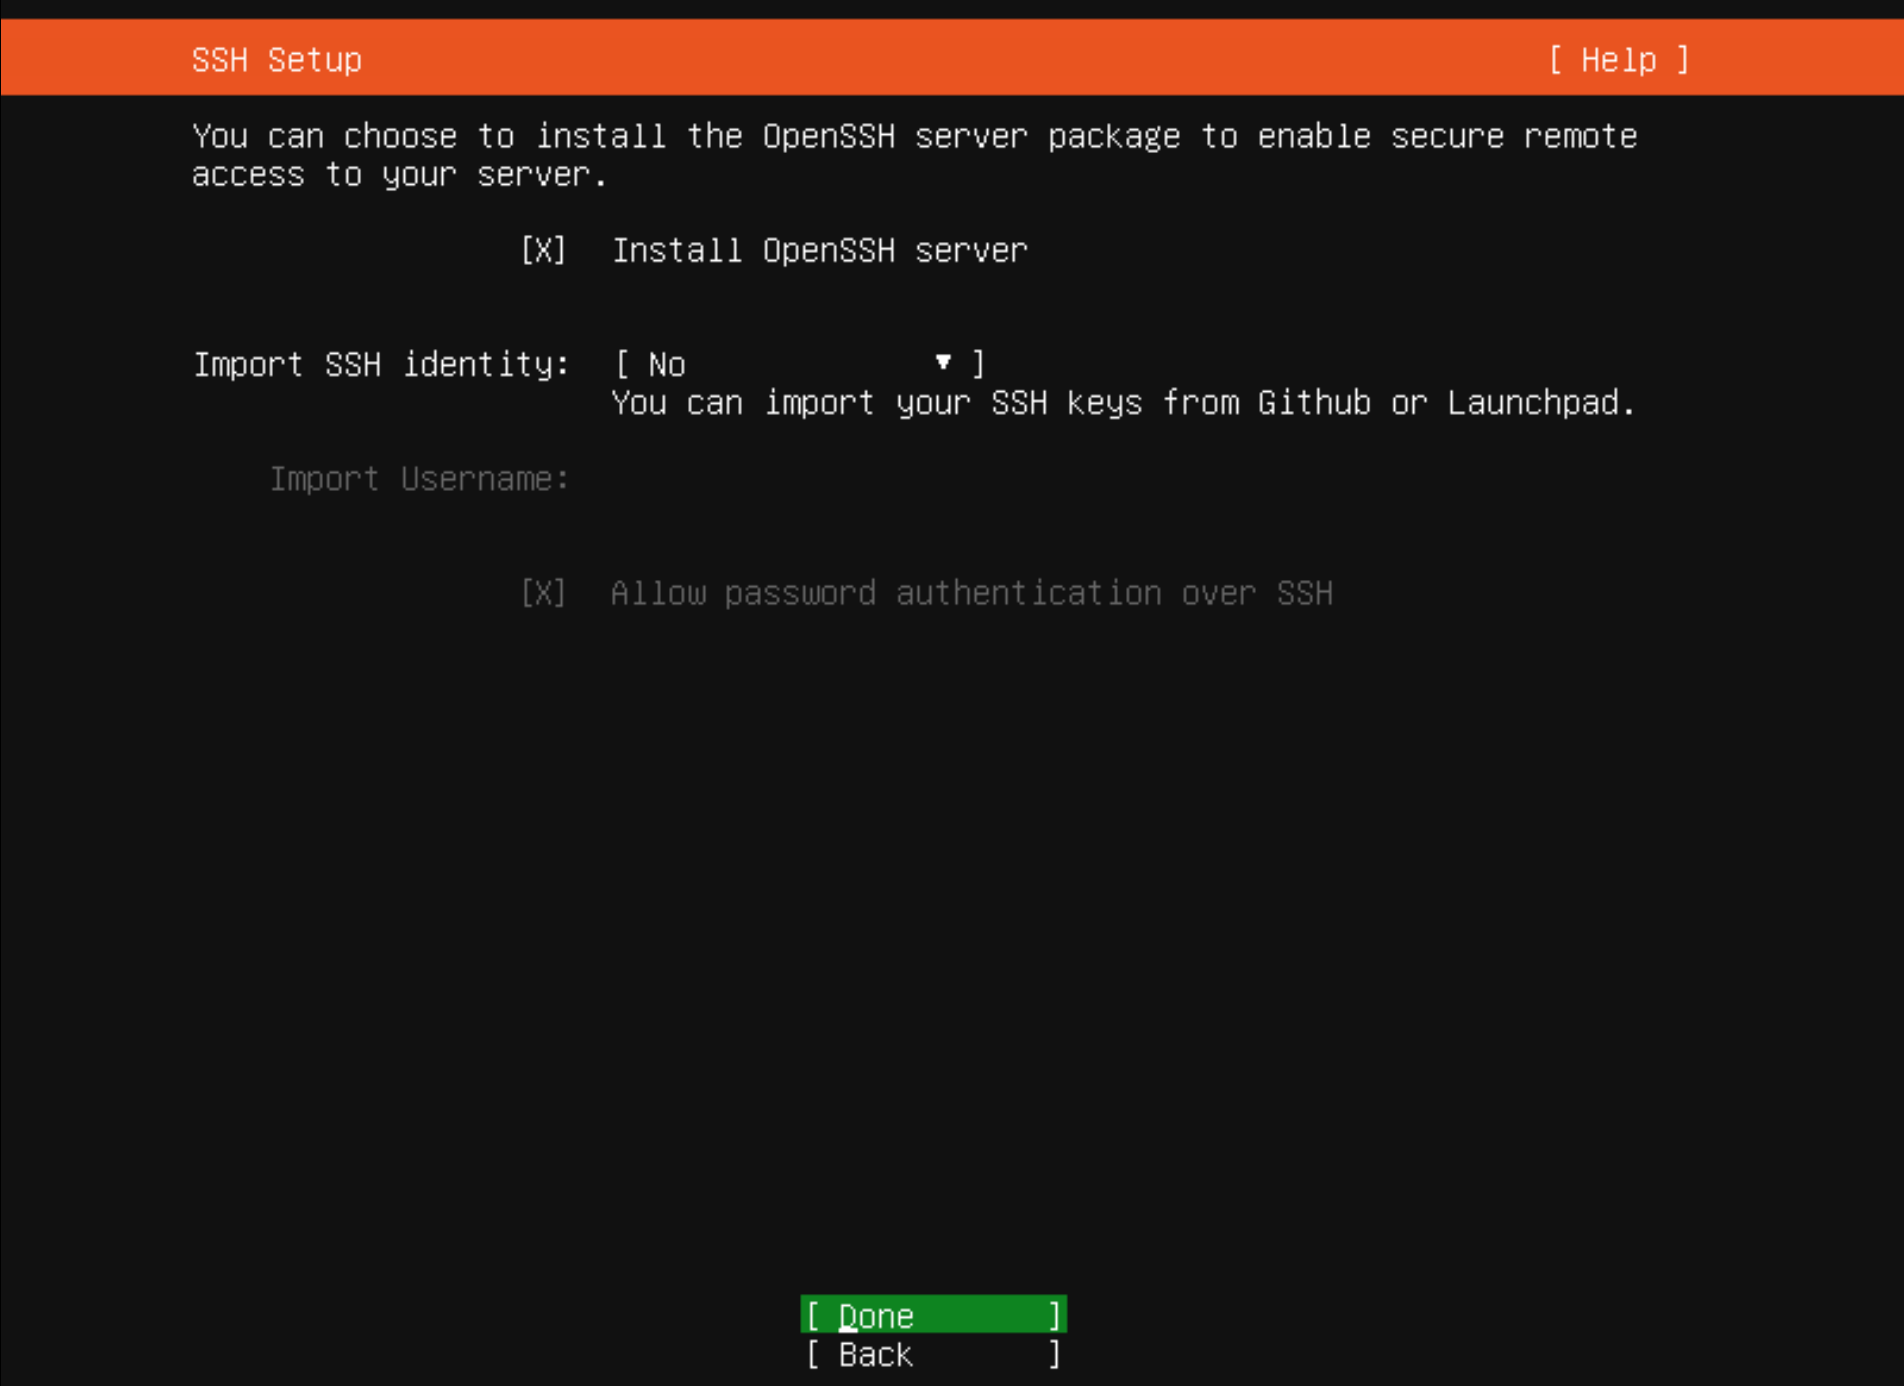 SSH Setup [ Help ]
You can choose to install the OpenSSH server package to enable secure remote
access to your server.
[X] Install OpenSSH server
Import SSH identity: [ No ▾ ]
You can import your SSH keys from Github or Launchpad.
Import Username:
[X] Allow password authentication over SSH
[ Done ]
[ Back ]